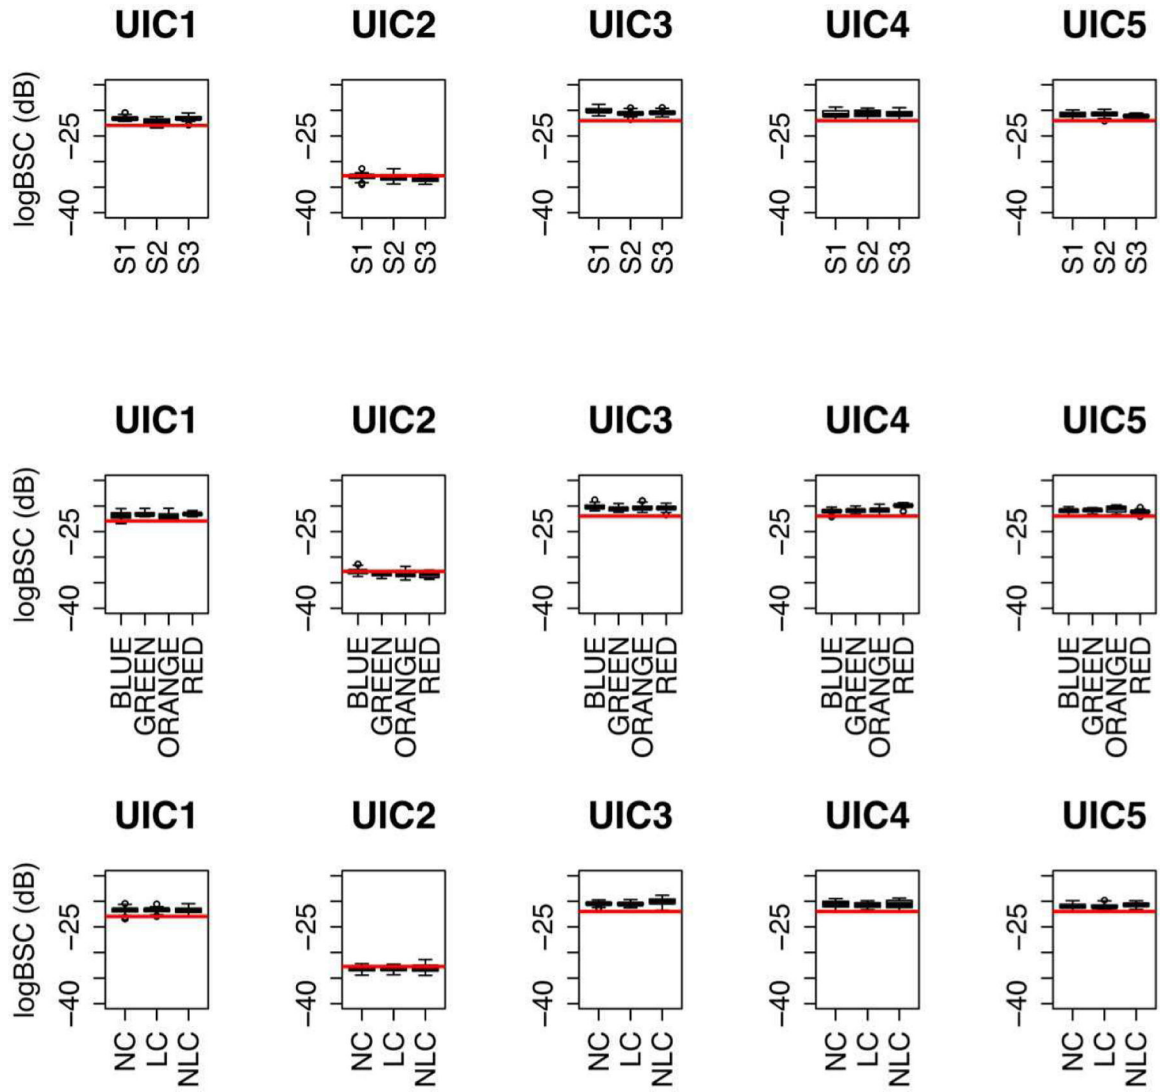 UIC1 UIC2 UIC3 UIC4 UIC5
logBSC (dB)
−25 −25 −25 −25 −25
−40 −40 −40 −40 −40
S1 S2 S3 S1 S2 S3 S1 S2 S3 S1 S2 S3 S1 S2 S3
UIC1 UIC2 UIC3 UIC4 UIC5
logBSC (dB)
−25 −25 −25 −25 −25
−40 −40 −40 −40 −40
BLUE GREEN ORANGE RED BLUE GREEN ORANGE RED BLUE GREEN ORANGE RED BLUE GREEN ORANGE RED BLUE GREEN ORANGE RED
UIC1 UIC2 UIC3 UIC4 UIC5
logBSC (dB)
−25 −25 −25 −25 −25
−40 −40 −40 −40 −40
NC LC NLC NC LC NLC NC LC NLC NC LC NLC NC LC NLC